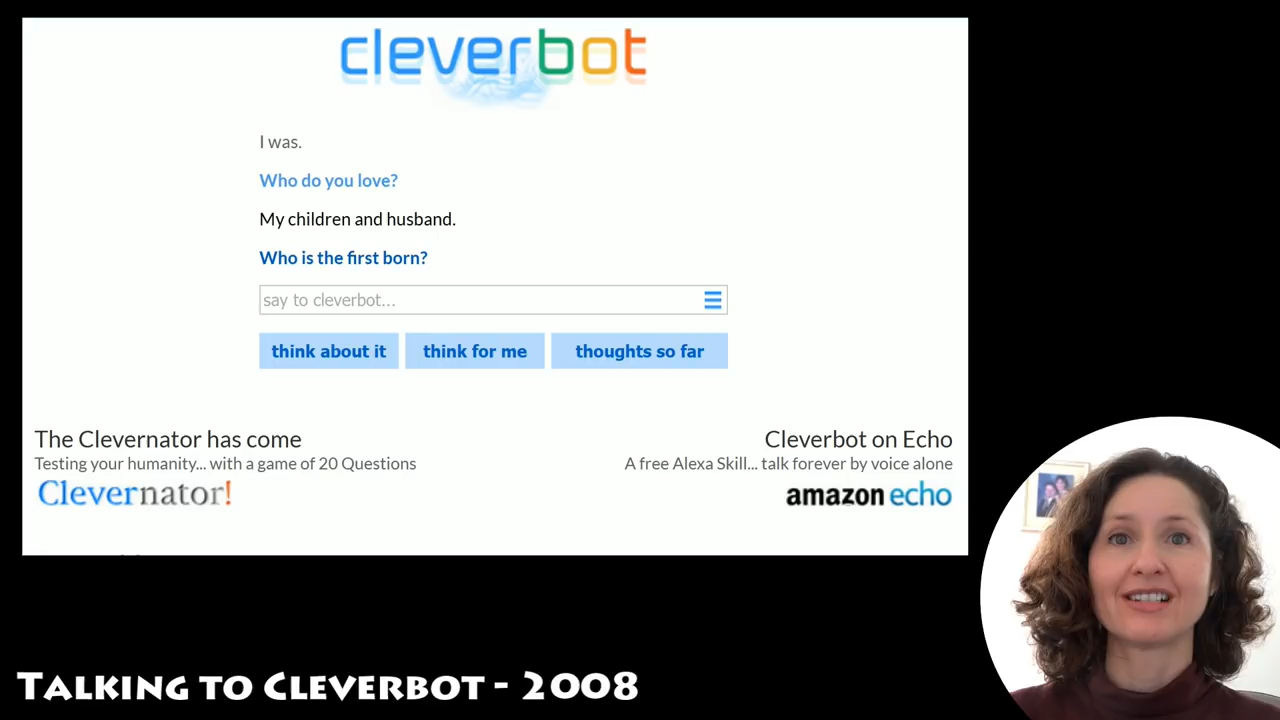 cleverbot
I was.
Who do you love?
My children and husband.
Who is the first born?
say to cleverbot...
think about it
think for me
thoughts so far
The Clevernator has come
Testing your humanity... with a game of 20 Questions
Clevernator!
Cleverbot on Echo
A free Alexa Skill... talk forever by voice alone
amazon echo
Talking to Cleverbot - 2008